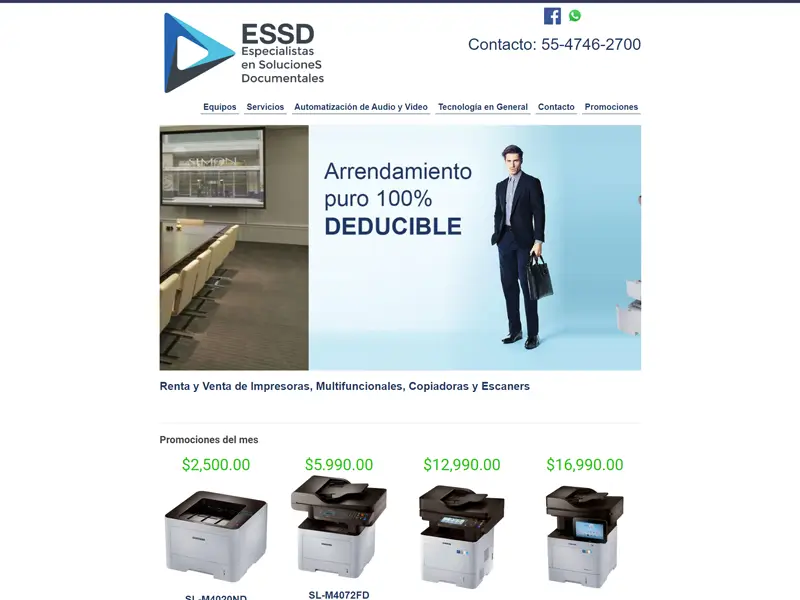 ESSD
Especialistas
en SolucioneS
Documentales
Contacto: 55-4746-2700
Equipos Servicios Automatización de Audio y Video Tecnología en General Contacto Promociones
SIMON
Arrendamiento
puro 100%
DEDUCIBLE
Renta y Venta de Impresoras, Multifuncionales, Copiadoras y Escaners
Promociones del mes
$2,500.00 $5,990.00 $12,990.00 $16,990.00
SL-M4020ND SL-M4072FD